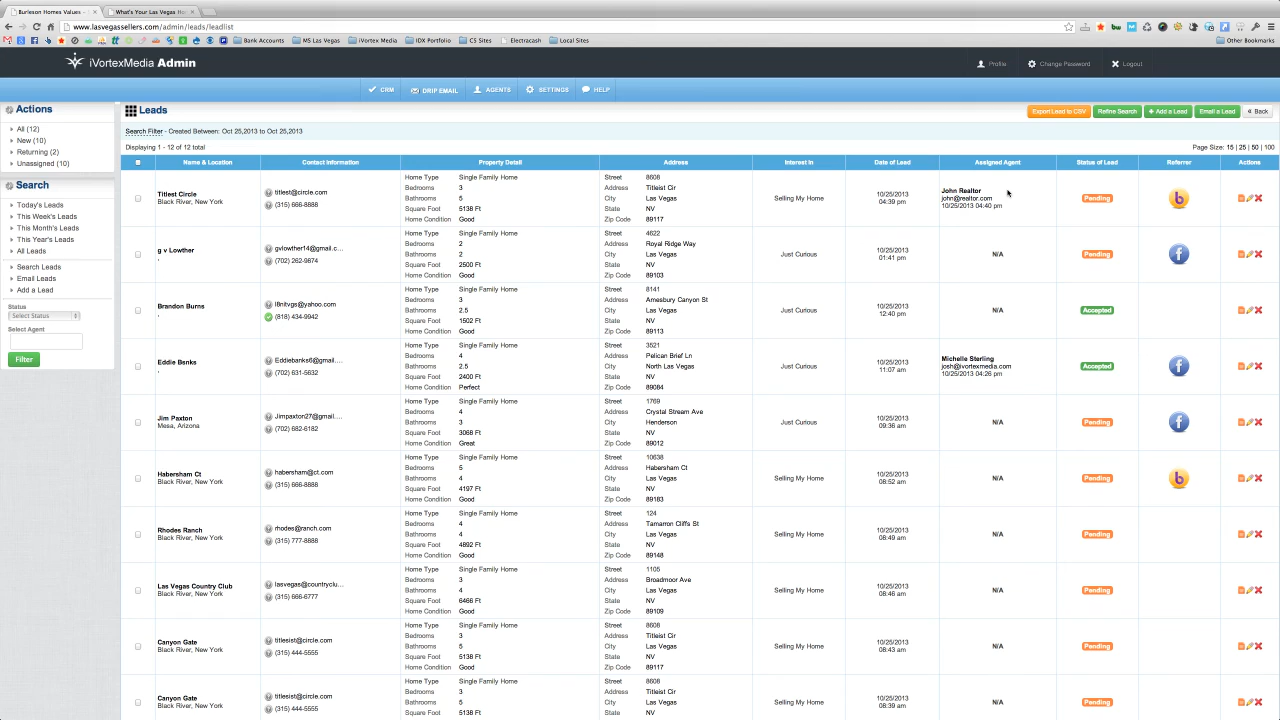 Burleson Homes Values -
What's Your Las Vegas Hom
www.lasvegassellers.com/admin/leads/leadlist
Bank Accounts MS Las Vegas iVortex Media IDX Portfolio CS Sites Electracash Local Sites Other Bookmarks
iVortexMedia Admin
Profile Change Password Logout
CRM DRIP EMAIL AGENTS SETTINGS HELP
Actions
All (12)
New (10)
Returning (2)
Unassigned (10)
Search
Today's Leads
This Week's Leads
This Month's Leads
This Year's Leads
All Leads
Search Leads
Email Leads
Add a Lead
Status
Select Status
Select Agent
Filter
Leads
Export Lead to CSV Refine Search + Add a Lead Email a Lead « Back
Search Filter - Created Between: Oct 25,2013 to Oct 25,2013
Displaying 1 - 12 of 12 total
Page Size: 15 | 25 | 50 | 100
Name & Location Contact Information Property Detail Address Interest In Date of Lead Assigned Agent Status of Lead Referrer Actions
Titlest Circle
Black River, New York
titlest@circle.com
(315) 666-8888
Home Type Single Family Home
Bedrooms 3
Bathrooms 5
Square Foot 5138 Ft
Home Condition Good
Street 8608
Address Titleist Cir
City Las Vegas
State NV
Zip Code 89117
Selling My Home
10/25/2013
04:39 pm
John Realtor
john@realtor.com
10/25/2013 04:40 pm
Pending
g v Lowther
,
gvlowther14@gmail.c...
(702) 262-9874
Home Type Single Family Home
Bedrooms 2
Bathrooms 2
Square Foot 2500 Ft
Home Condition Good
Street 4622
Address Royal Ridge Way
City Las Vegas
State NV
Zip Code 89103
Just Curious
10/25/2013
01:41 pm
N/A
Pending
Brandon Burns
,
l8nitvgs@yahoo.com
(818) 434-9942
Home Type Single Family Home
Bedrooms 3
Bathrooms 2.5
Square Foot 1502 Ft
Home Condition Good
Street 8141
Address Amesbury Canyon St
City Las Vegas
State NV
Zip Code 89113
Just Curious
10/25/2013
12:40 pm
N/A
Accepted
Eddie Benks
,
Eddiebanks6@gmail....
(702) 631-5632
Home Type Single Family Home
Bedrooms 4
Bathrooms 2.5
Square Foot 2400 Ft
Home Condition Perfect
Street 3521
Address Pelican Brief Ln
City North Las Vegas
State NV
Zip Code 89084
Just Curious
10/25/2013
11:07 am
Michelle Sterling
josh@ivortexmedia.com
10/25/2013 04:26 pm
Accepted
Jim Paxton
Mesa, Arizona
Jimpaxton27@gmail....
(702) 682-6182
Home Type Single Family Home
Bedrooms 4
Bathrooms 3
Square Foot 3068 Ft
Home Condition Great
Street 1769
Address Crystal Stream Ave
City Henderson
State NV
Zip Code 89012
Just Curious
10/25/2013
09:36 am
N/A
Pending
Habersham Ct
Black River, New York
habersham@ct.com
(315) 666-8888
Home Type Single Family Home
Bedrooms 5
Bathrooms 4
Square Foot 4197 Ft
Home Condition Good
Street 10638
Address Habersham Ct
City Las Vegas
State NV
Zip Code 89183
Selling My Home
10/25/2013
08:52 am
N/A
Pending
Rhodes Ranch
Black River, New York
rhodes@ranch.com
(315) 777-8888
Home Type Single Family Home
Bedrooms 4
Bathrooms 4
Square Foot 4892 Ft
Home Condition Good
Street 124
Address Tamarron Cliffs St
City Las Vegas
State NV
Zip Code 89148
Selling My Home
10/25/2013
08:49 am
N/A
Pending
Las Vegas Country Club
Black River, New York
lasvegas@countryclu...
(315) 666-6777
Home Type Single Family Home
Bedrooms 3
Bathrooms 4
Square Foot 6466 Ft
Home Condition Good
Street 1105
Address Broadmoor Ave
City Las Vegas
State NV
Zip Code 89109
Selling My Home
10/25/2013
08:46 am
N/A
Pending
Canyon Gate
Black River, New York
titlesist@circle.com
(315) 444-5555
Home Type Single Family Home
Bedrooms 3
Bathrooms 5
Square Foot 5138 Ft
Home Condition Good
Street 8608
Address Titleist Cir
City Las Vegas
State NV
Zip Code 89117
Selling My Home
10/25/2013
08:43 am
N/A
Pending
Canyon Gate
Black River, New York
titlesist@circle.com
(315) 444-5555
Home Type Single Family Home
Bedrooms 3
Bathrooms 5
Square Foot 5138 Ft
Street 8608
Address Titleist Cir
City Las Vegas
State NV
Selling My Home
10/25/2013
08:39 am
N/A
Pending